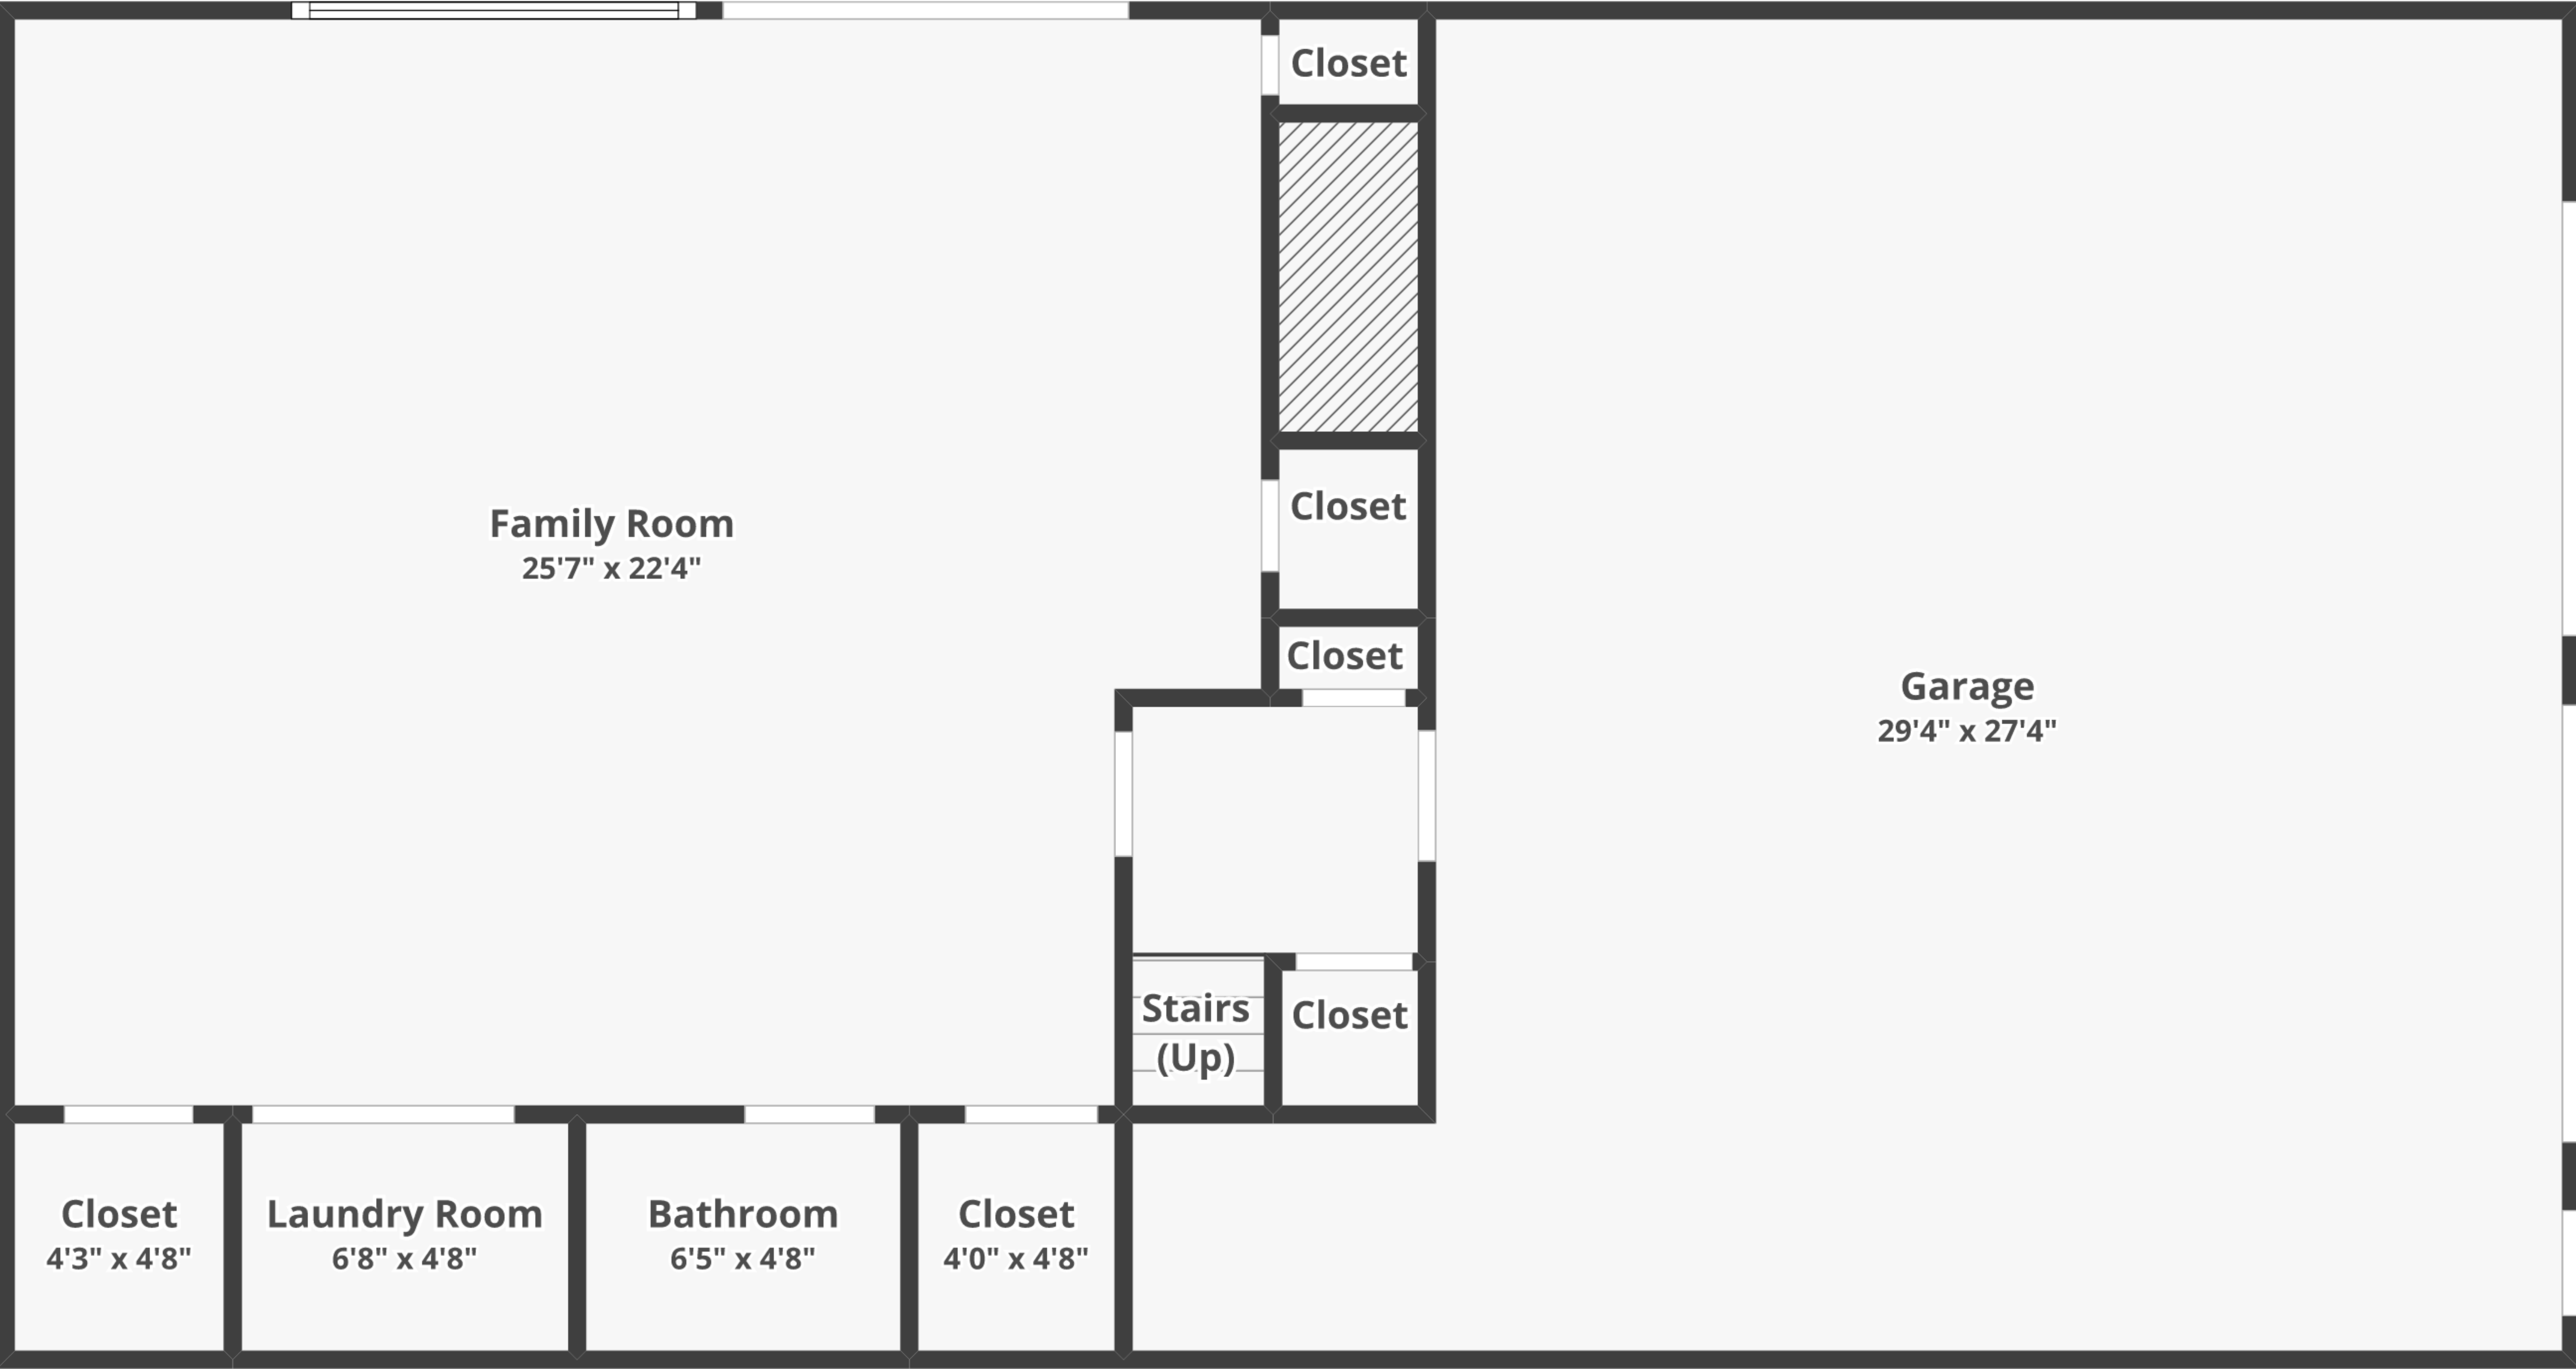 Closet
Closet
Family Room
25'7" x 22'4"
Closet
Garage
29'4" x 27'4"
Stairs
(Up)
Closet
Closet
4'3" x 4'8"
Laundry Room
6'8" x 4'8"
Bathroom
6'5" x 4'8"
Closet
4'0" x 4'8"